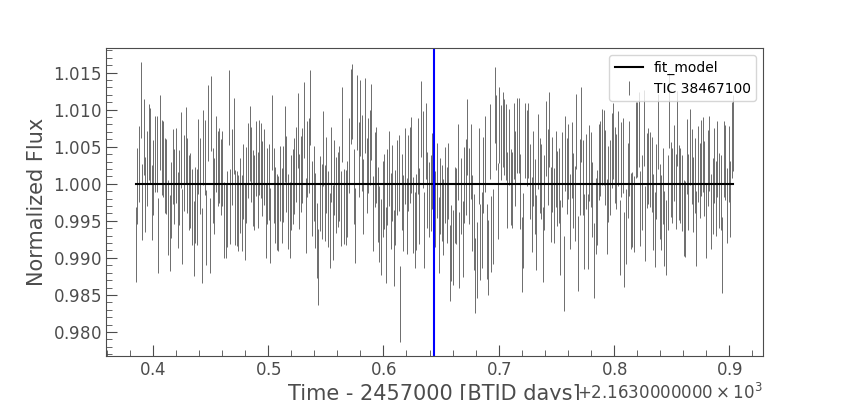 fit_model
TIC 38467100
1.015
1.010
1.005
1.000
0.995
0.990
0.985
0.980
Normalized Flux
0.4 0.5 0.6 0.7 0.8 0.9
Time - 2457000 [BTJD days]
+2.1630000000 × 10³